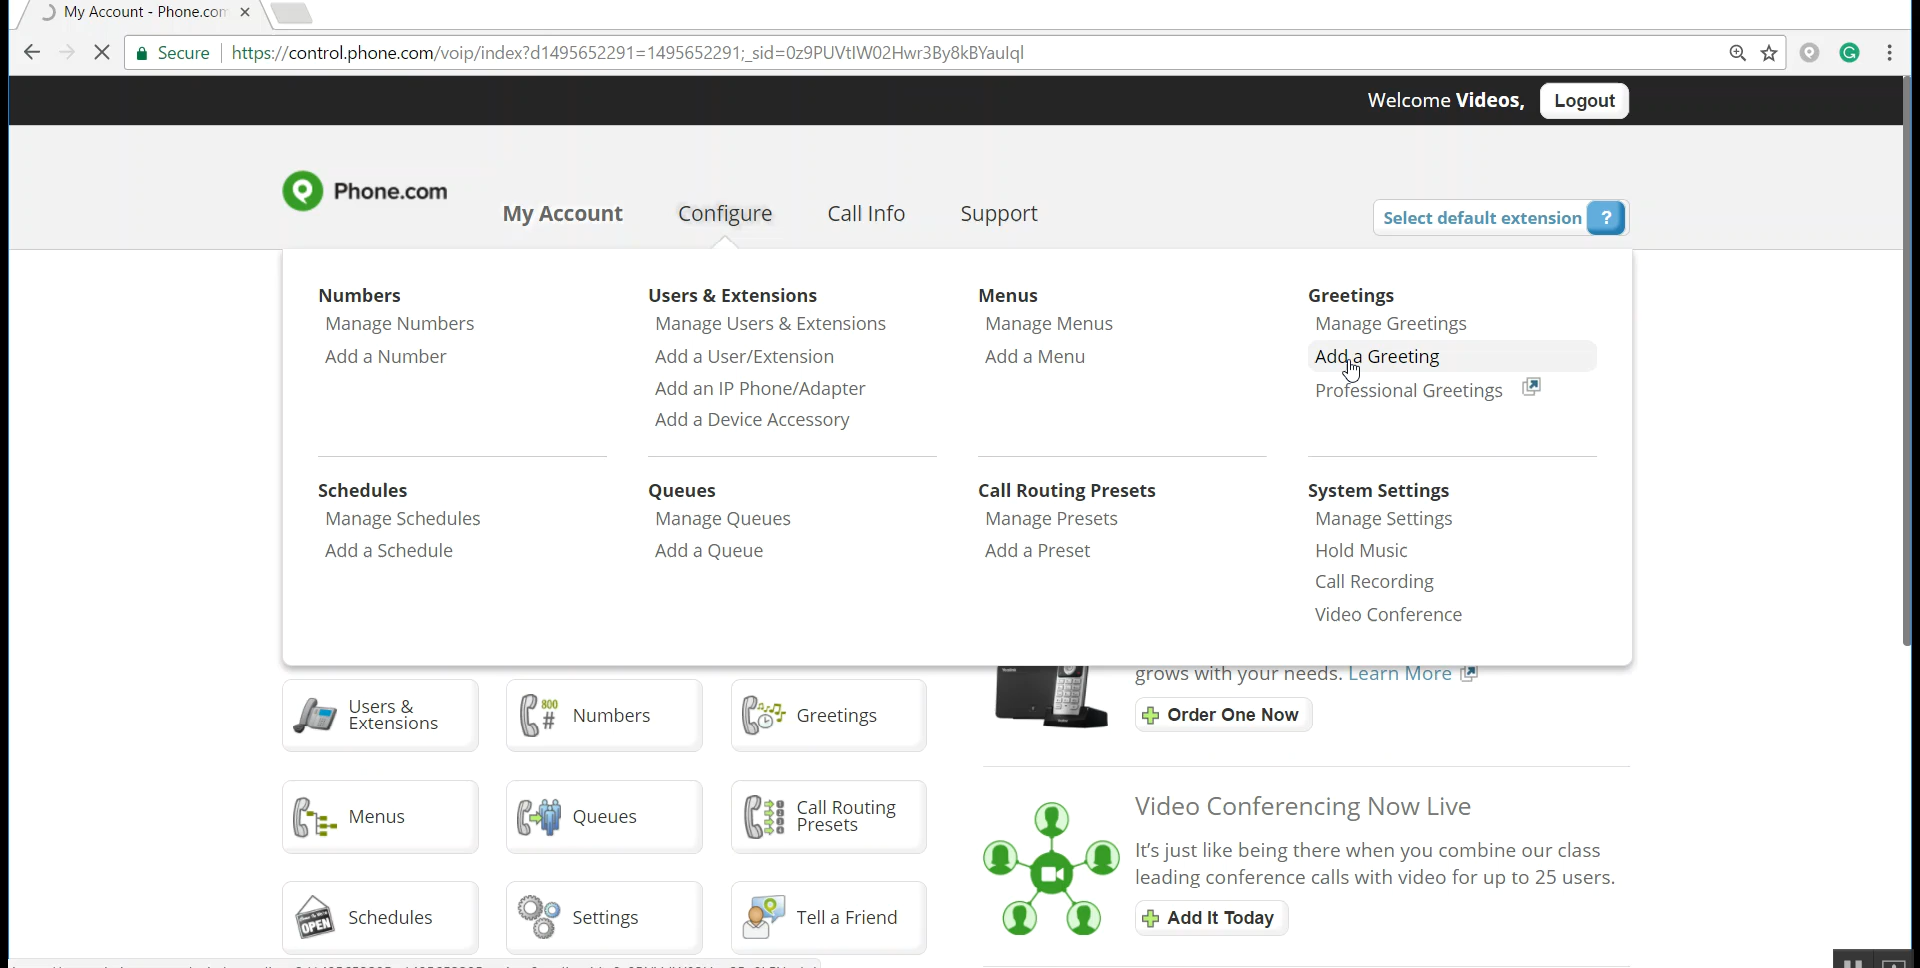 My Account - Phone.com
Secure https://control.phone.com/voip/index?d1495652291=1495652291;_sid=0z9PUVtIW02Hwr3By8kBYaulql
Welcome Videos, Logout
Phone.com
My Account Configure Call Info Support
Select default extension ?
Numbers Users & Extensions Menus Greetings
Manage Numbers Manage Users & Extensions Manage Menus Manage Greetings
Add a Number Add a User/Extension Add a Menu Add a Greeting
Add an IP Phone/Adapter Professional Greetings
Add a Device Accessory
Schedules Queues Call Routing Presets System Settings
Manage Schedules Manage Queues Manage Presets Manage Settings
Add a Schedule Add a Queue Add a Preset Hold Music
Call Recording
Video Conference
grows with your needs. Learn More
Order One Now
Users &
Extensions
800
#
Numbers
Greetings
Menus
Queues
Call Routing
Presets
Video Conferencing Now Live
It's just like being there when you combine our class
leading conference calls with video for up to 25 users.
Add It Today
OPEN
Schedules
Settings
Tell a Friend